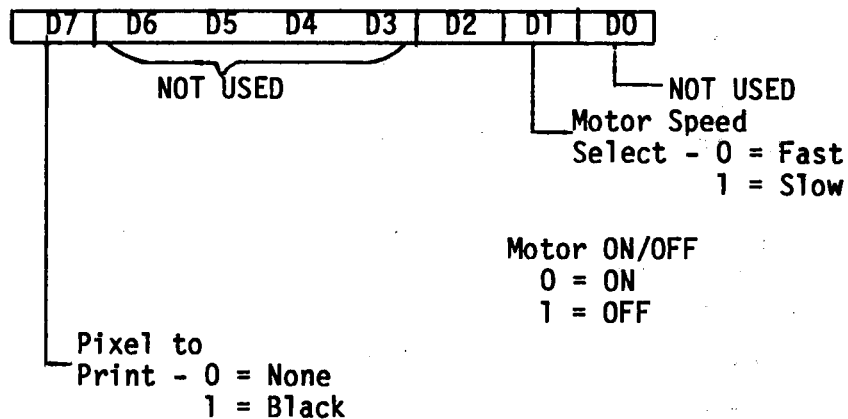 D7 D6 D5 D4 D3 D2 D1 D0
NOT USED
NOT USED
Motor Speed
Select - 0 = Fast
1 = Slow
Motor ON/OFF
0 = ON
1 = OFF
Pixel to
Print - 0 = None
1 = Black